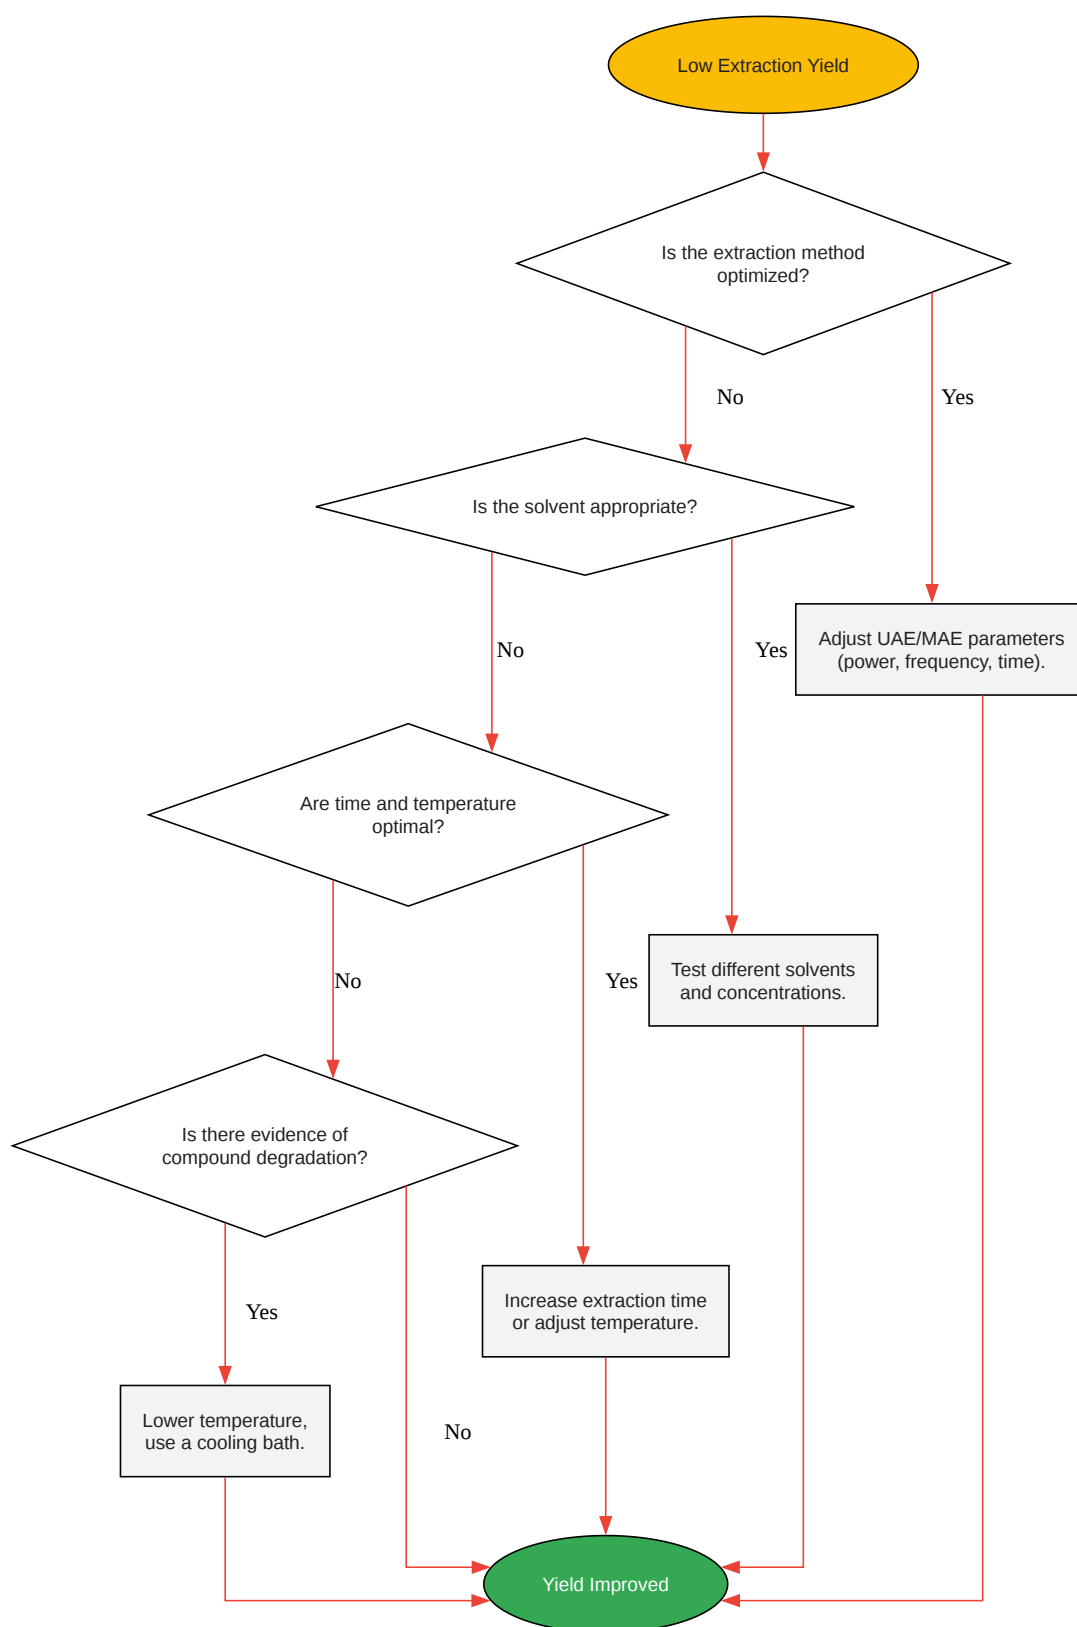 Low Extraction Yield
Is the extraction method
optimized?
No
Yes
Is the solvent appropriate?
Adjust UAE/MAE parameters
(power, frequency, time).
No
Yes
Are time and temperature
optimal?
No
Yes
Test different solvents
and concentrations.
Is there evidence of
compound degradation?
Yes
Increase extraction time
or adjust temperature.
Lower temperature,
use a cooling bath.
No
Yield Improved